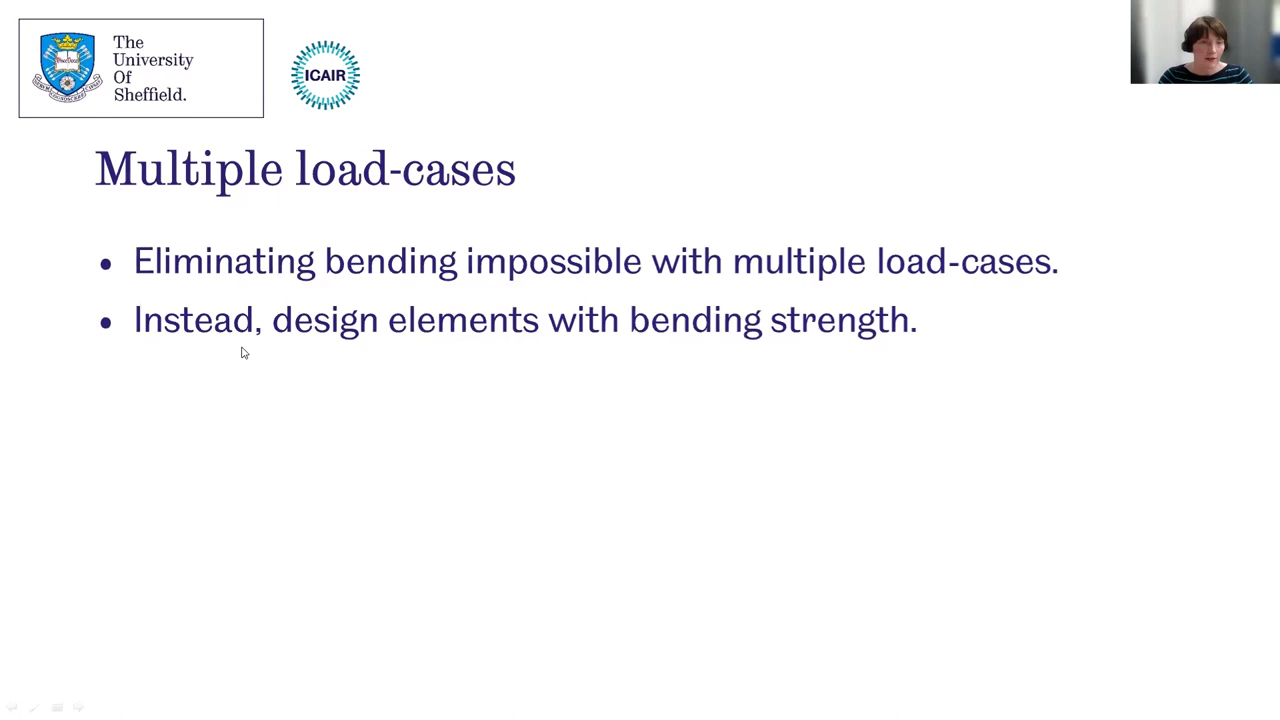 The
University
Of
Sheffield.
ICAIR
Multiple load-cases
• Eliminating bending impossible with multiple load-cases.
• Instead, design elements with bending strength.